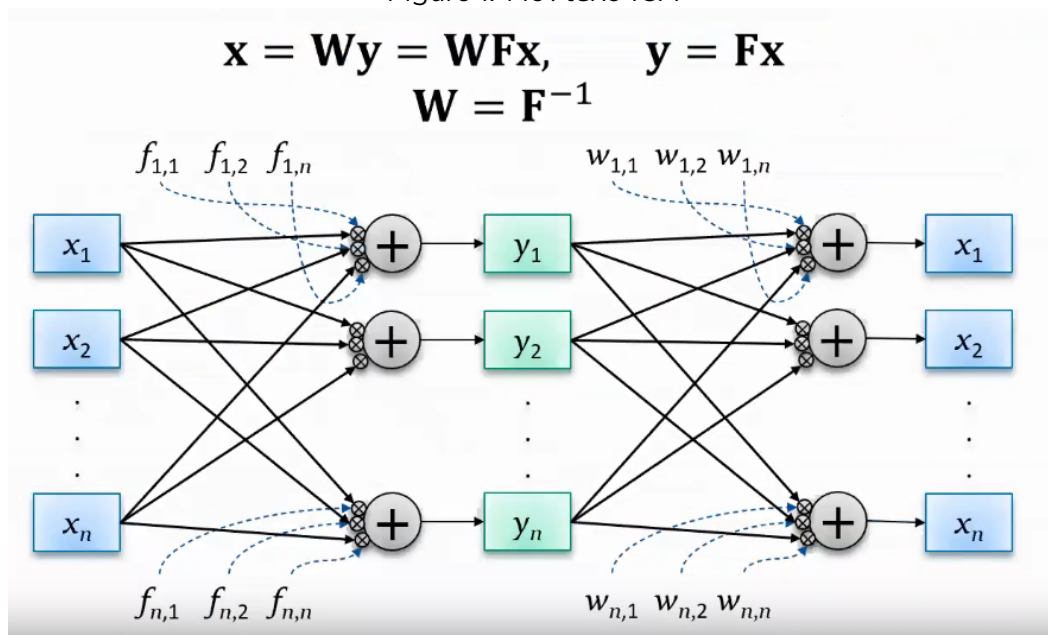 x = Wy = WFx, y = Fx
W = F⁻¹
f₁,₁ f₁,₂ f₁,ₙ w₁,₁ w₁,₂ w₁,ₙ
x₁ + y₁ + x₁
x₂ + y₂ + x₂
xₙ + yₙ + xₙ
fₙ,₁ fₙ,₂ fₙ,ₙ wₙ,₁ wₙ,₂ wₙ,ₙ